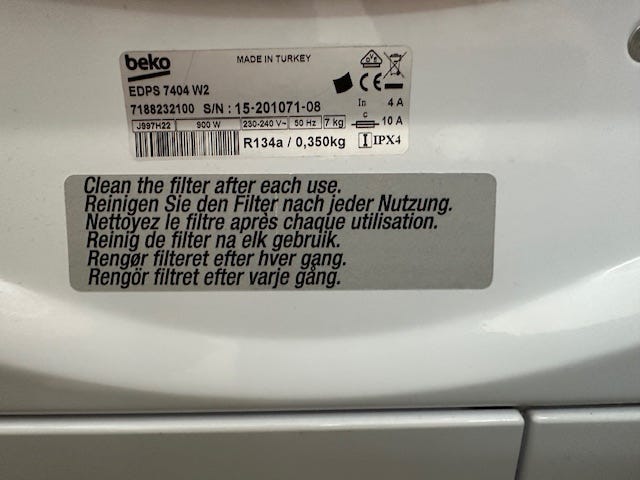 beko
MADE IN TURKEY
EDPS 7404 W2
7188232100 S/N : 15-201071-08
In 4 A
J997H22 900 W 230-240 V~ 50 Hz 7 kg
10 A
R134a / 0,350kg
IPX4
Clean the filter after each use.
Reinigen Sie den Filter nach jeder Nutzung.
Nettoyez le filtre après chaque utilisation.
Reinig de filter na elk gebruik.
Rengør filteret efter hver gang.
Rengör filtret efter varje gång.